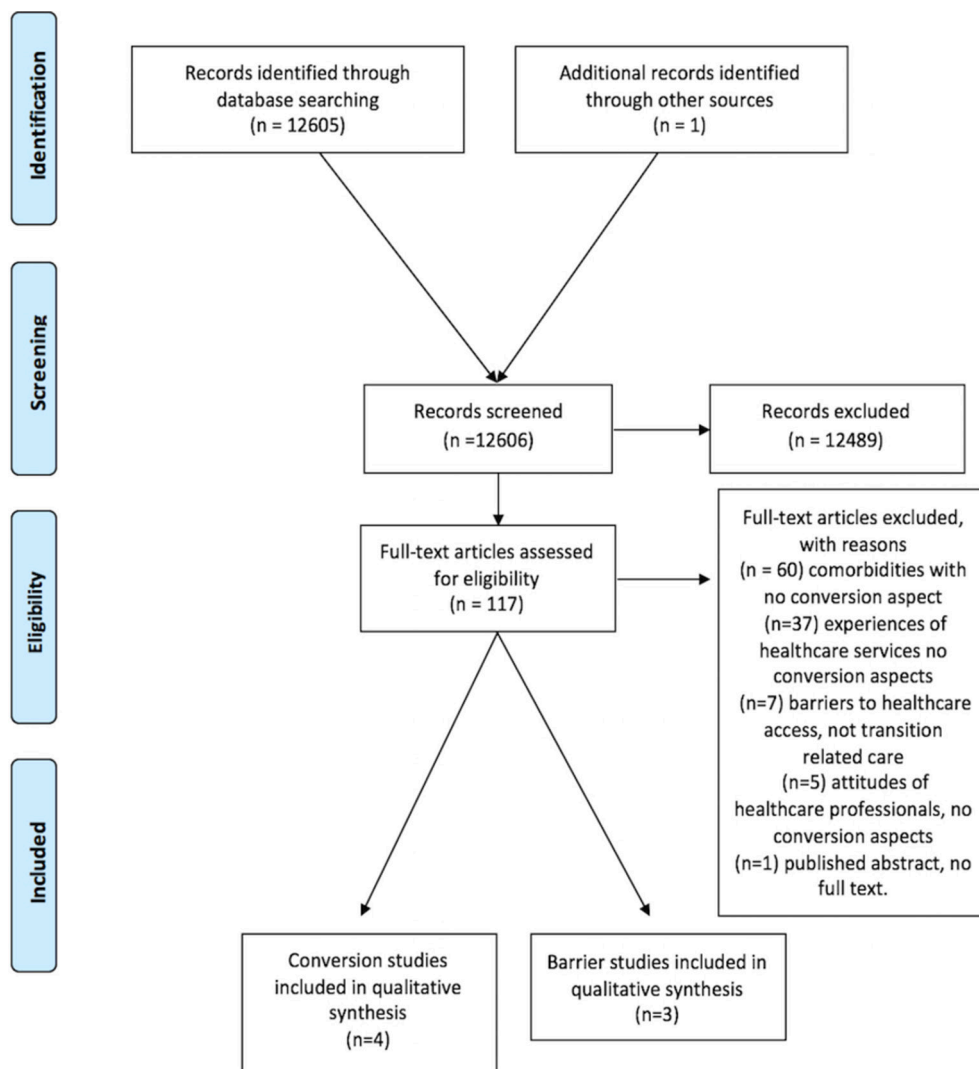 Identification
Records identified through
database searching
(n = 12605)
Additional records identified
through other sources
(n = 1)
Screening
Records screened
(n =12606)
Records excluded
(n = 12489)
Eligibility
Full-text articles assessed
for eligibility
(n = 117)
Full-text articles excluded,
with reasons
(n = 60) comorbidities with
no conversion aspect
(n=37) experiences of
healthcare services no
conversion aspects
(n=7) barriers to healthcare
access, not transition
related care
(n=5) attitudes of
healthcare professionals, no
conversion aspects
(n=1) published abstract, no
full text.
Included
Conversion studies
included in qualitative
synthesis
(n=4)
Barrier studies included in
qualitative synthesis
(n=3)